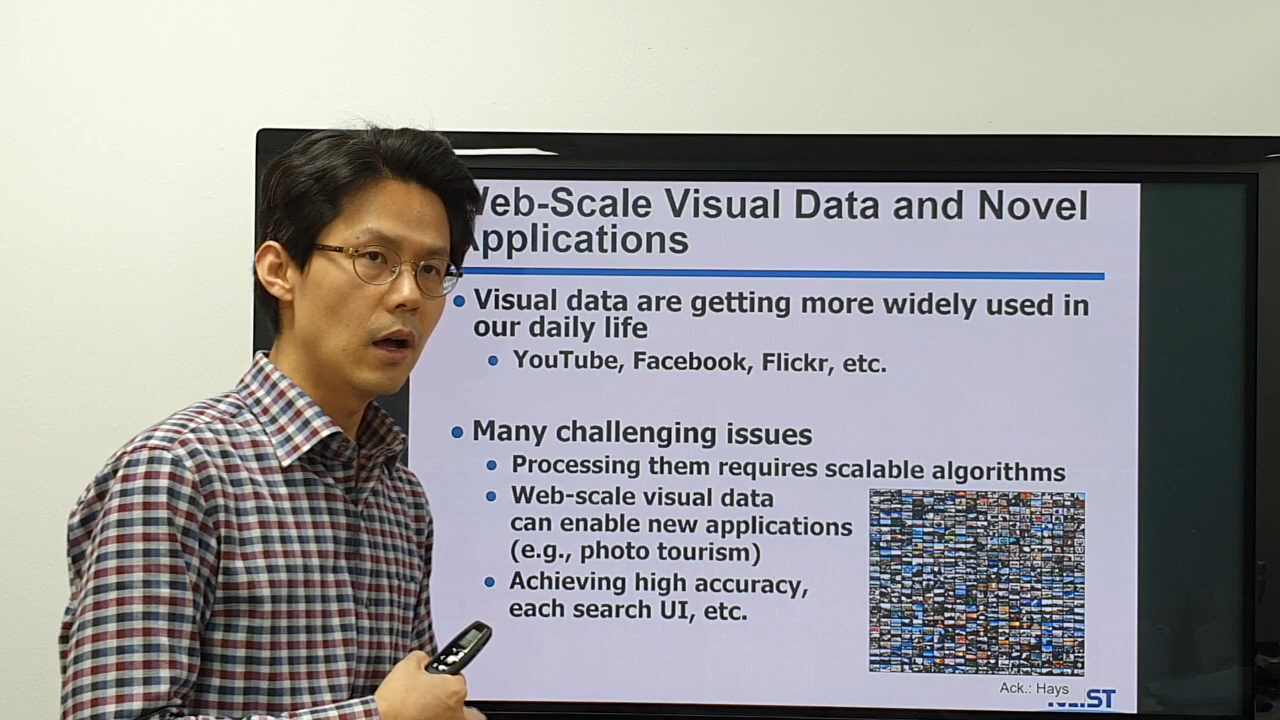 Web-Scale Visual Data and Novel
Applications
• Visual data are getting more widely used in
our daily life
• YouTube, Facebook, Flickr, etc.
• Many challenging issues
• Processing them requires scalable algorithms
• Web-scale visual data
can enable new applications
(e.g., photo tourism)
• Achieving high accuracy,
each search UI, etc.
Ack.: Hays